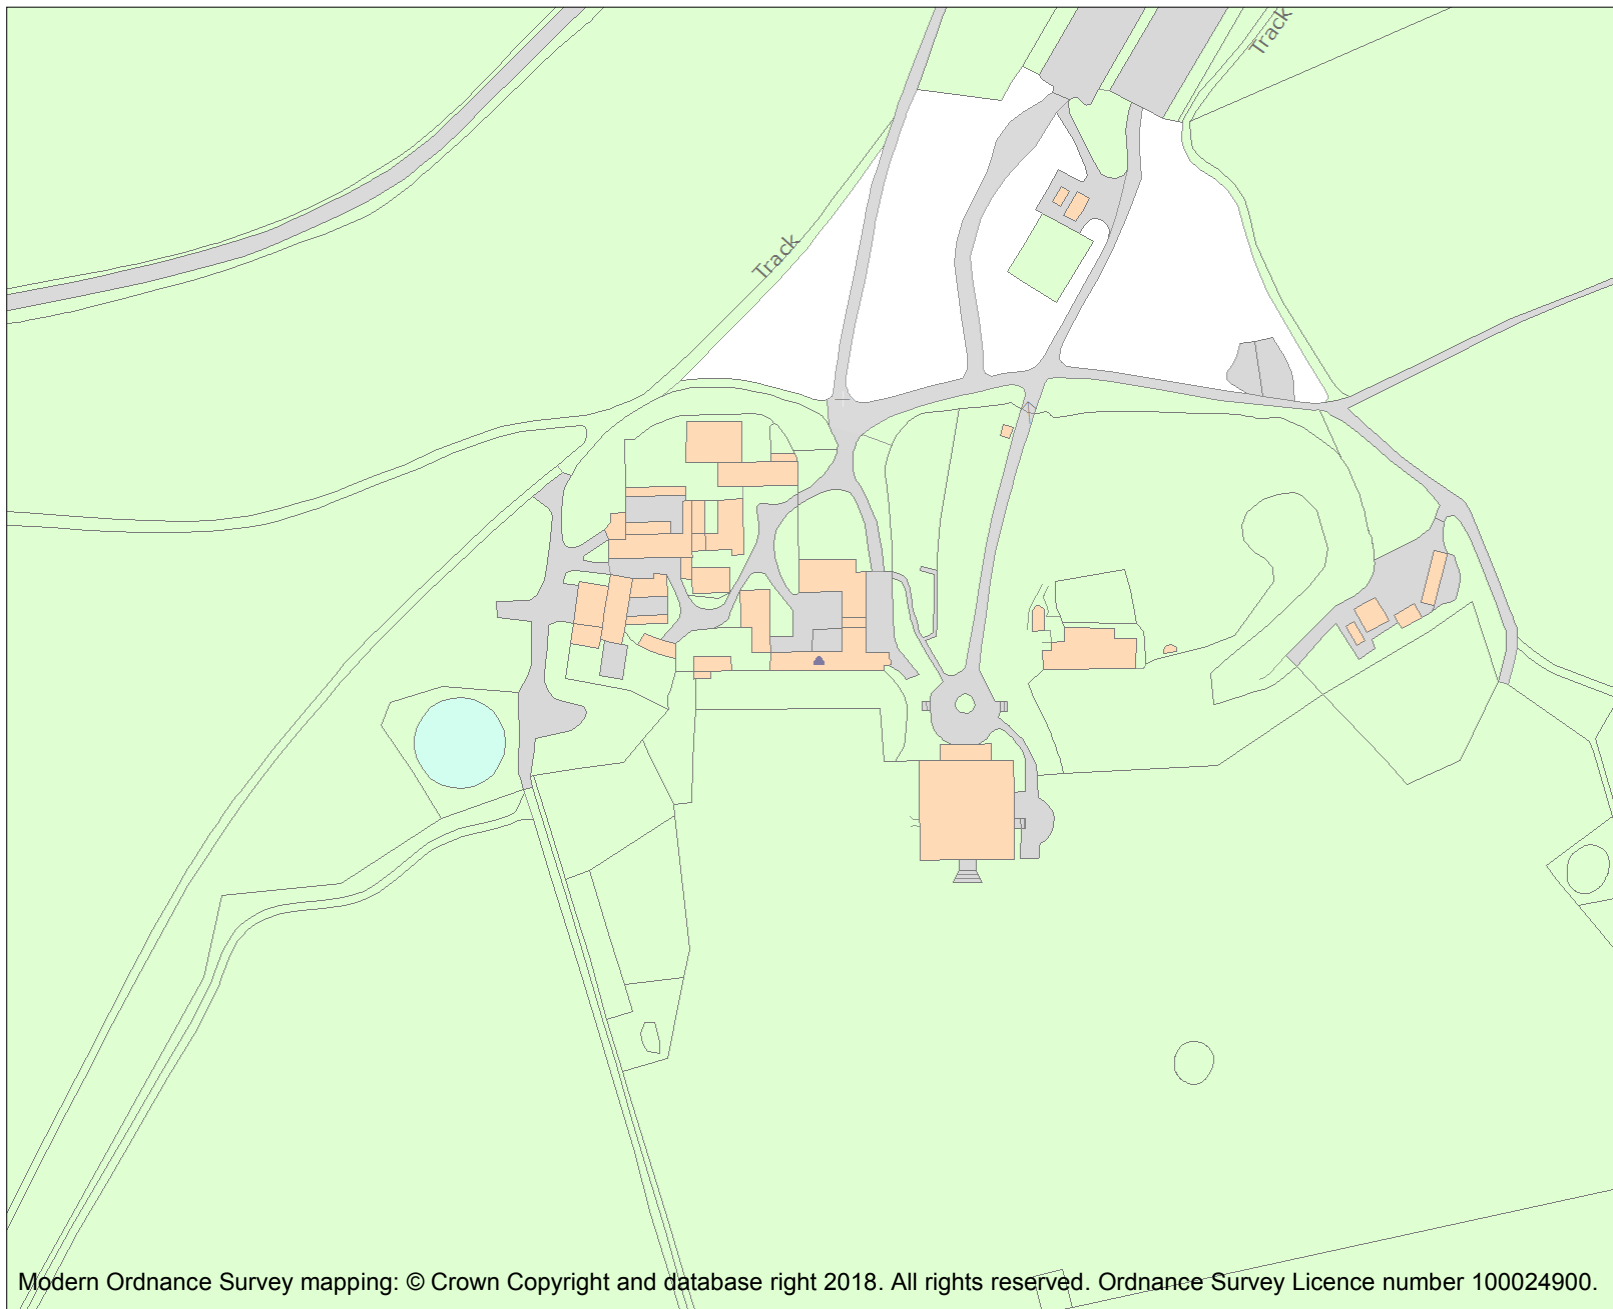 Track
Track
Modern Ordnance Survey mapping: © Crown Copyright and database right 2018. All rights reserved. Ordnance Survey Licence number 100024900.